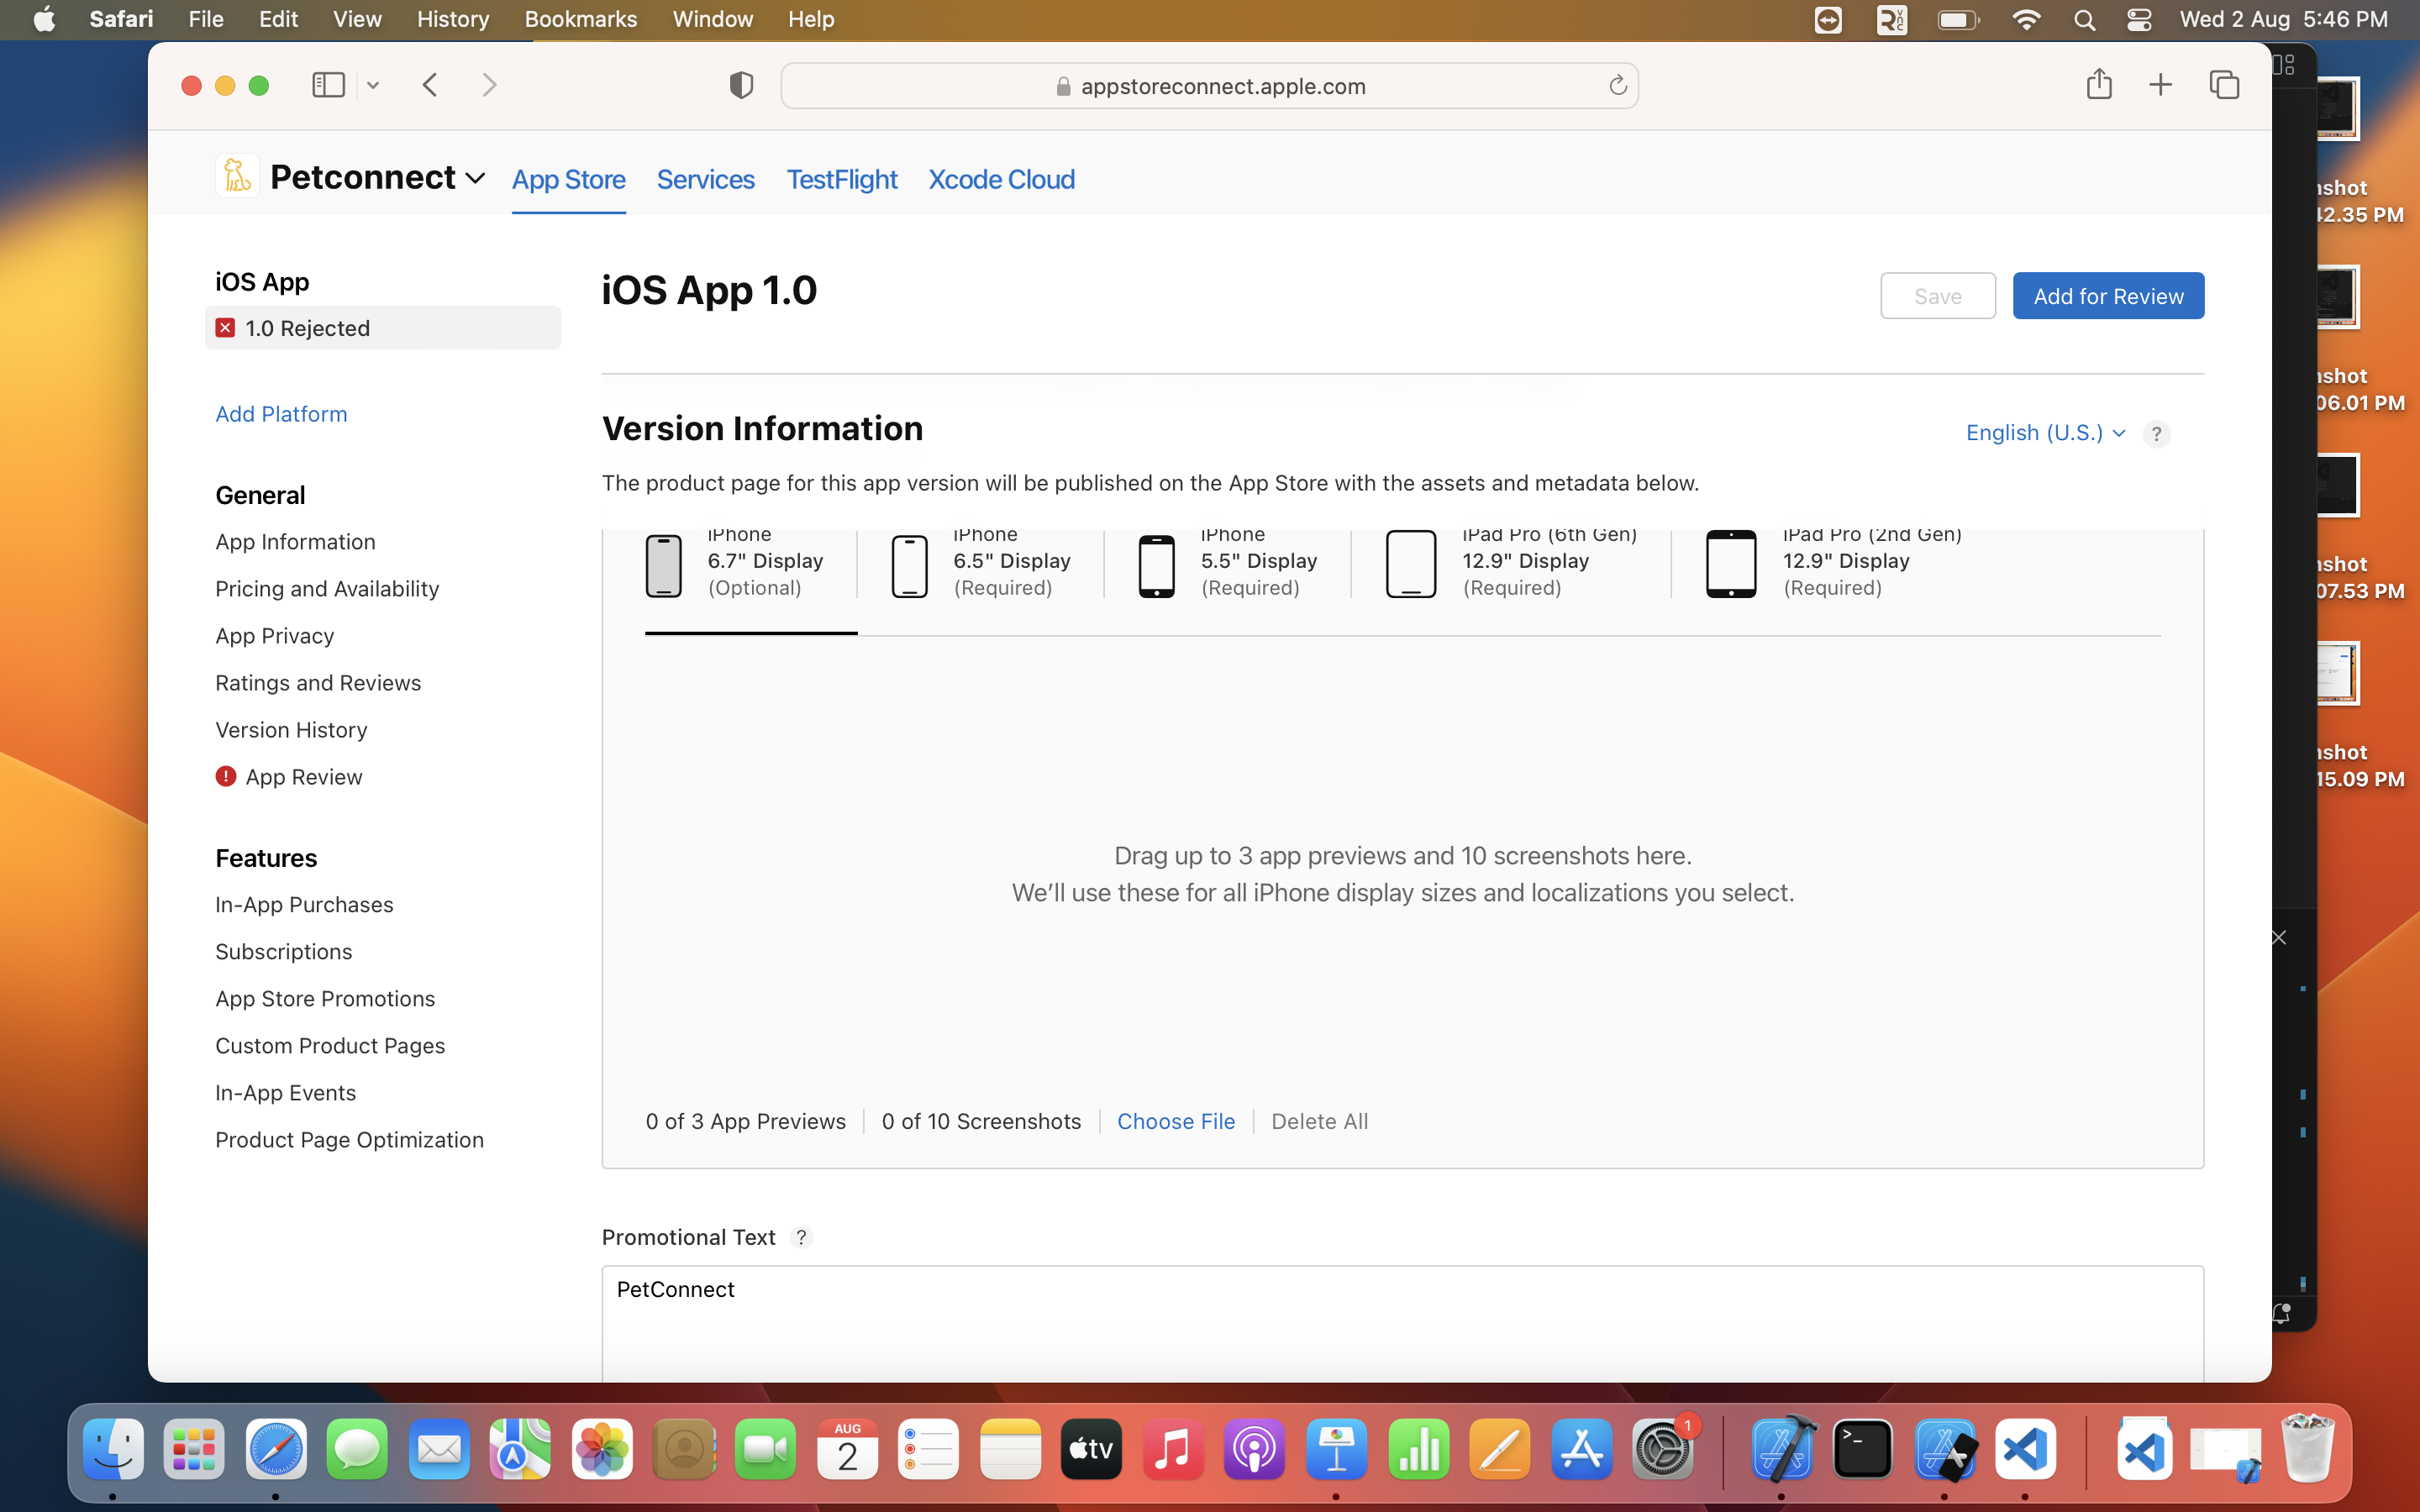 Safari File Edit View History Bookmarks Window Help
Wed 2 Aug 5:46 PM
appstoreconnect.apple.com
Petconnect
App Store Services TestFlight Xcode Cloud
iOS App
1.0 Rejected
Add Platform
General
App Information
Pricing and Availability
App Privacy
Ratings and Reviews
Version History
App Review
Features
In-App Purchases
Subscriptions
App Store Promotions
Custom Product Pages
In-App Events
Product Page Optimization
iOS App 1.0
Save
Add for Review
Version Information
English (U.S.)
?
The product page for this app version will be published on the App Store with the assets and metadata below.
iPhone
6.7" Display
(Optional)
iPhone
6.5" Display
(Required)
iPhone
5.5" Display
(Required)
iPad Pro (6th Gen)
12.9" Display
(Required)
iPad Pro (2nd Gen)
12.9" Display
(Required)
Drag up to 3 app previews and 10 screenshots here.
We'll use these for all iPhone display sizes and localizations you select.
0 of 3 App Previews
0 of 10 Screenshots
Choose File
Delete All
Promotional Text ?
PetConnect
nshot
42.35 PM
nshot
06.01 PM
nshot
07.53 PM
nshot
15.09 PM
AUG
2
tv
1